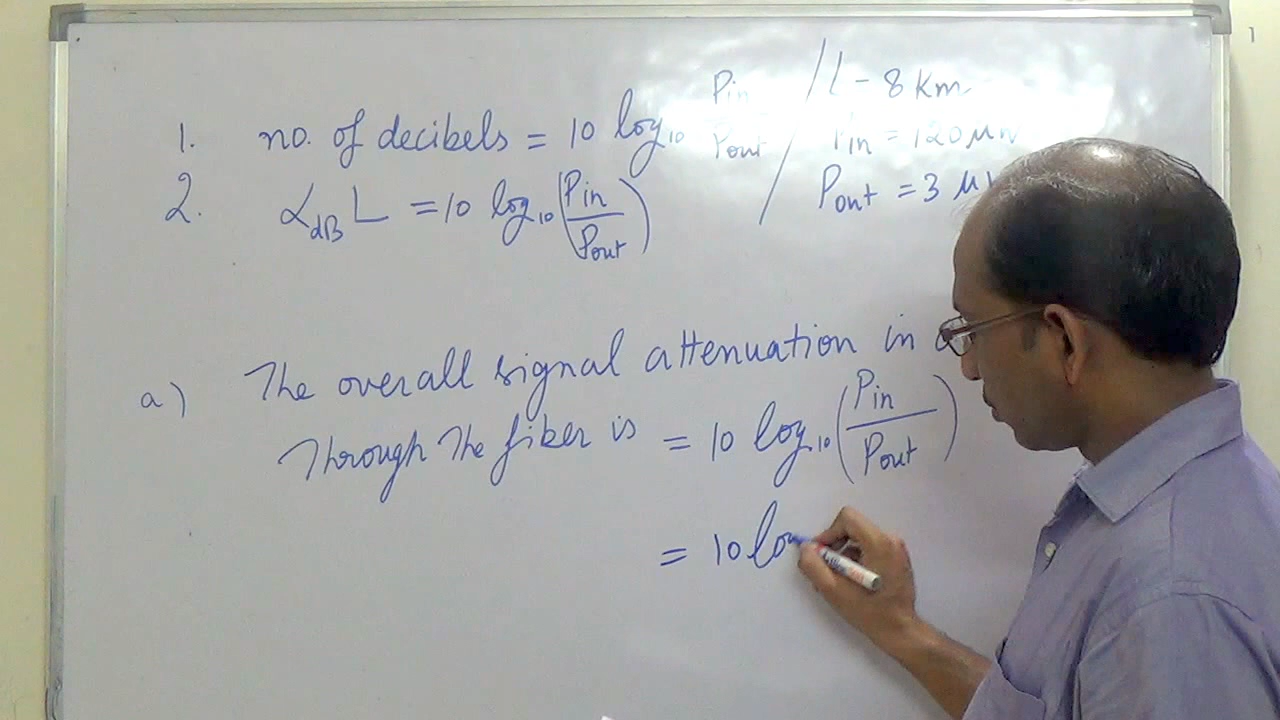 1. no. of decibels = 10 log10 Pin / Pout
2. αdB L = 10 log10 (Pin / Pout)
/ L - 8 Km
Pin = 120 μW
Pout = 3 μ
a) The overall signal attenuation in
Through The fiber is = 10 log10 (Pin / Pout)
= 10 log